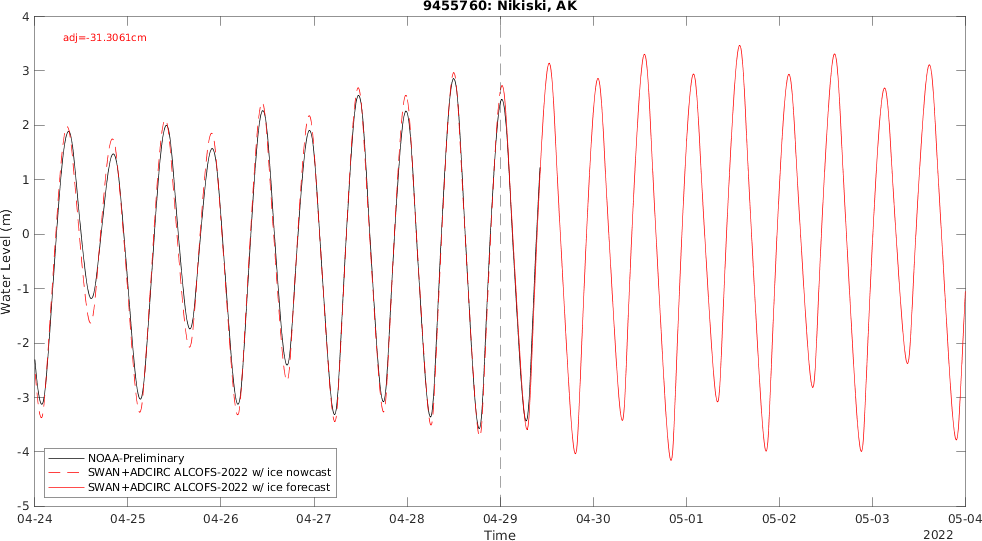 9455760: Nikiski, AK
adj=-31.3061cm
4
3
2
1
0
-1
-2
-3
-4
-5
Water Level (m)
NOAA-Preliminary
SWAN+ADCIRC ALCOFS-2022 w/ ice nowcast
SWAN+ADCIRC ALCOFS-2022 w/ ice forecast
04-24 04-25 04-26 04-27 04-28 04-29 04-30 05-01 05-02 05-03 05-04
Time
2022